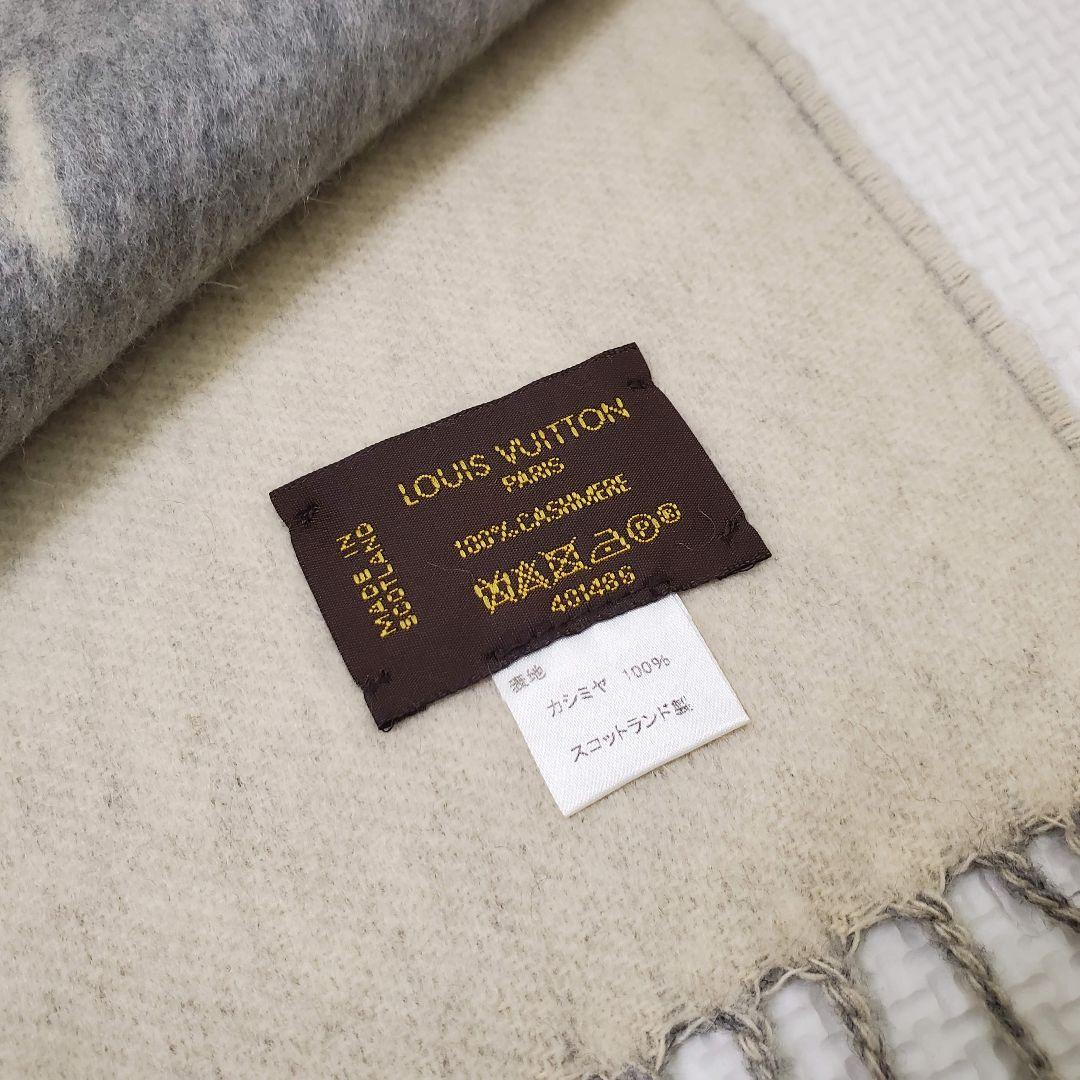 LOUIS VUITTON
PARIS
100% CASHMERE
401486
MADE IN
SCOTLAND
表地
カシミヤ 100%
スコットランド製